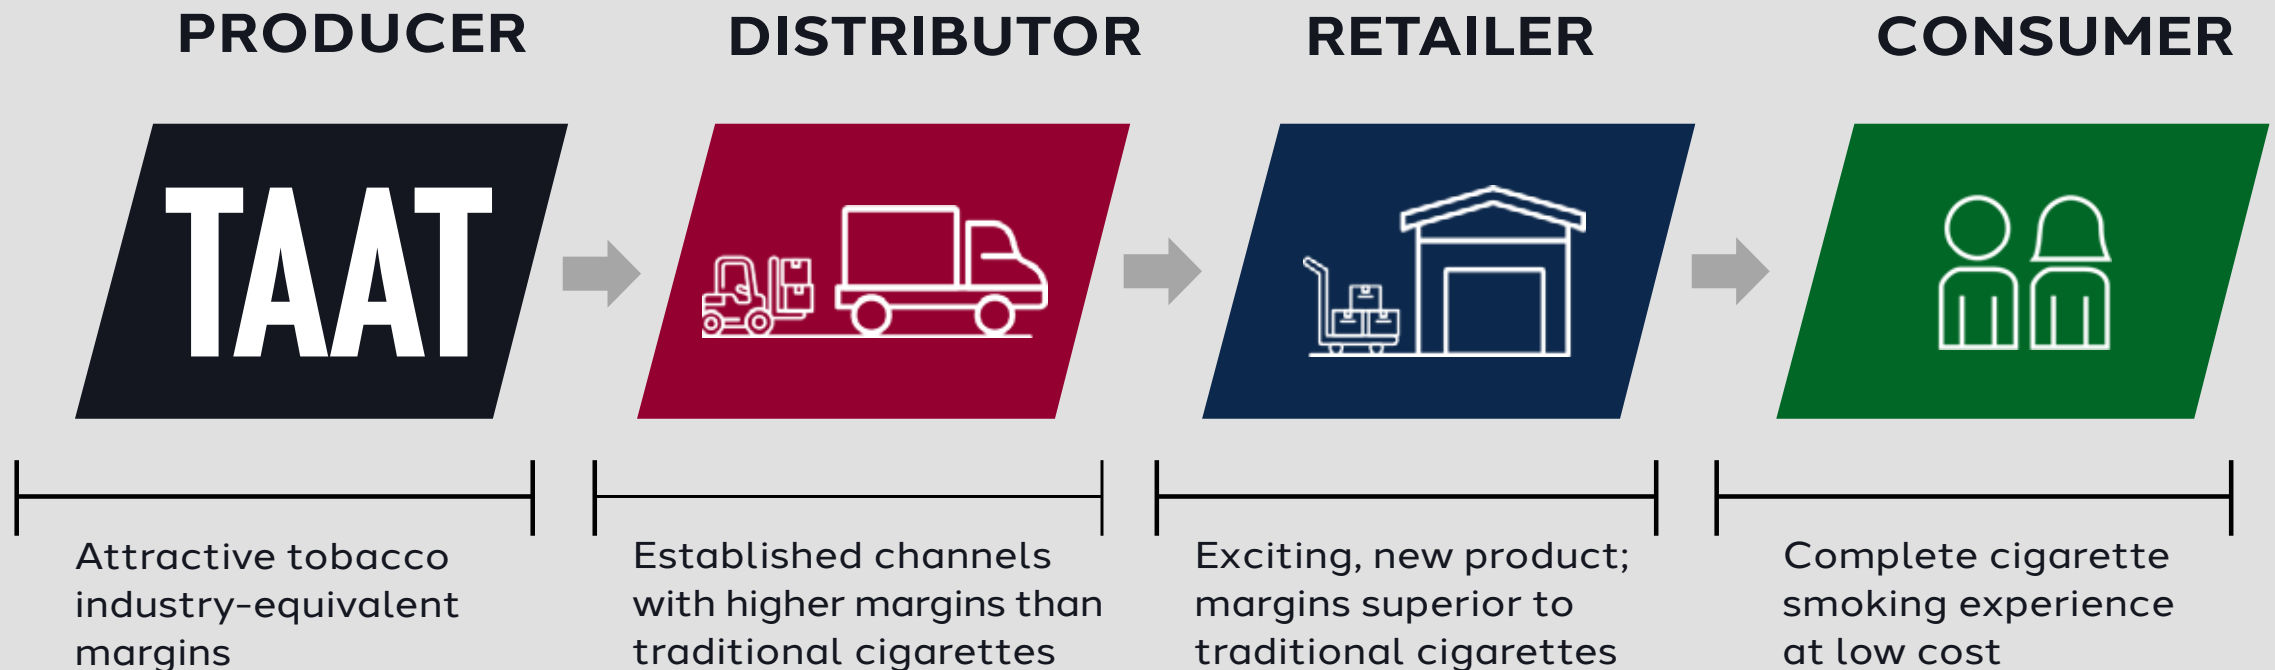 PRODUCER
DISTRIBUTOR
RETAILER
CONSUMER
TAAT
Attractive tobacco
industry-equivalent
margins
Established channels
with higher margins than
traditional cigarettes
Exciting, new product;
margins superior to
traditional cigarettes
Complete cigarette
smoking experience
at low cost